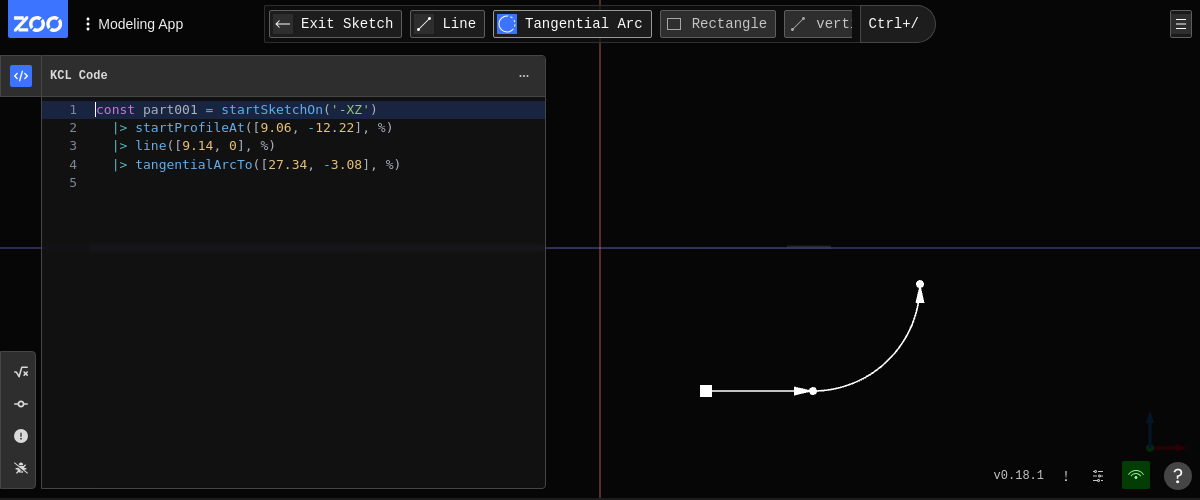 ZOO Modeling App Exit Sketch Line Tangential Arc Rectangle verti Ctrl+/
KCL Code ...
1 const part001 = startSketchOn('-XZ')
2   |> startProfileAt([9.06, -12.22], %)
3   |> line([9.14, 0], %)
4   |> tangentialArcTo([27.34, -3.08], %)
5
v0.18.1 ! ?